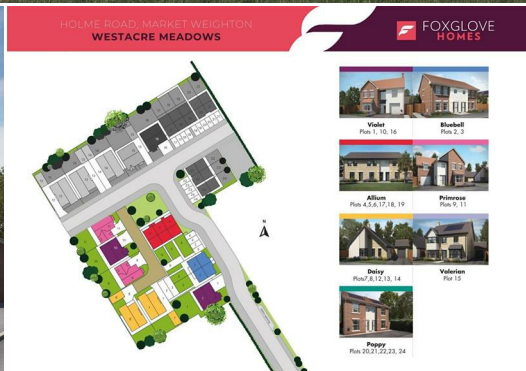 HOLME ROAD, MARKET WEIGHTON
WESTACRE MEADOWS
FOXGLOVE
HOMES
Violet
Plots 1, 10, 16
Bluebell
Plots 2, 3
Allium
Plots 4,5,6,17,18, 19
Primrose
Plots 9, 11
Daisy
Plots7,8,12,13, 14
Valerian
Plot 15
Poppy
Plots 20,21,22,23, 24
N